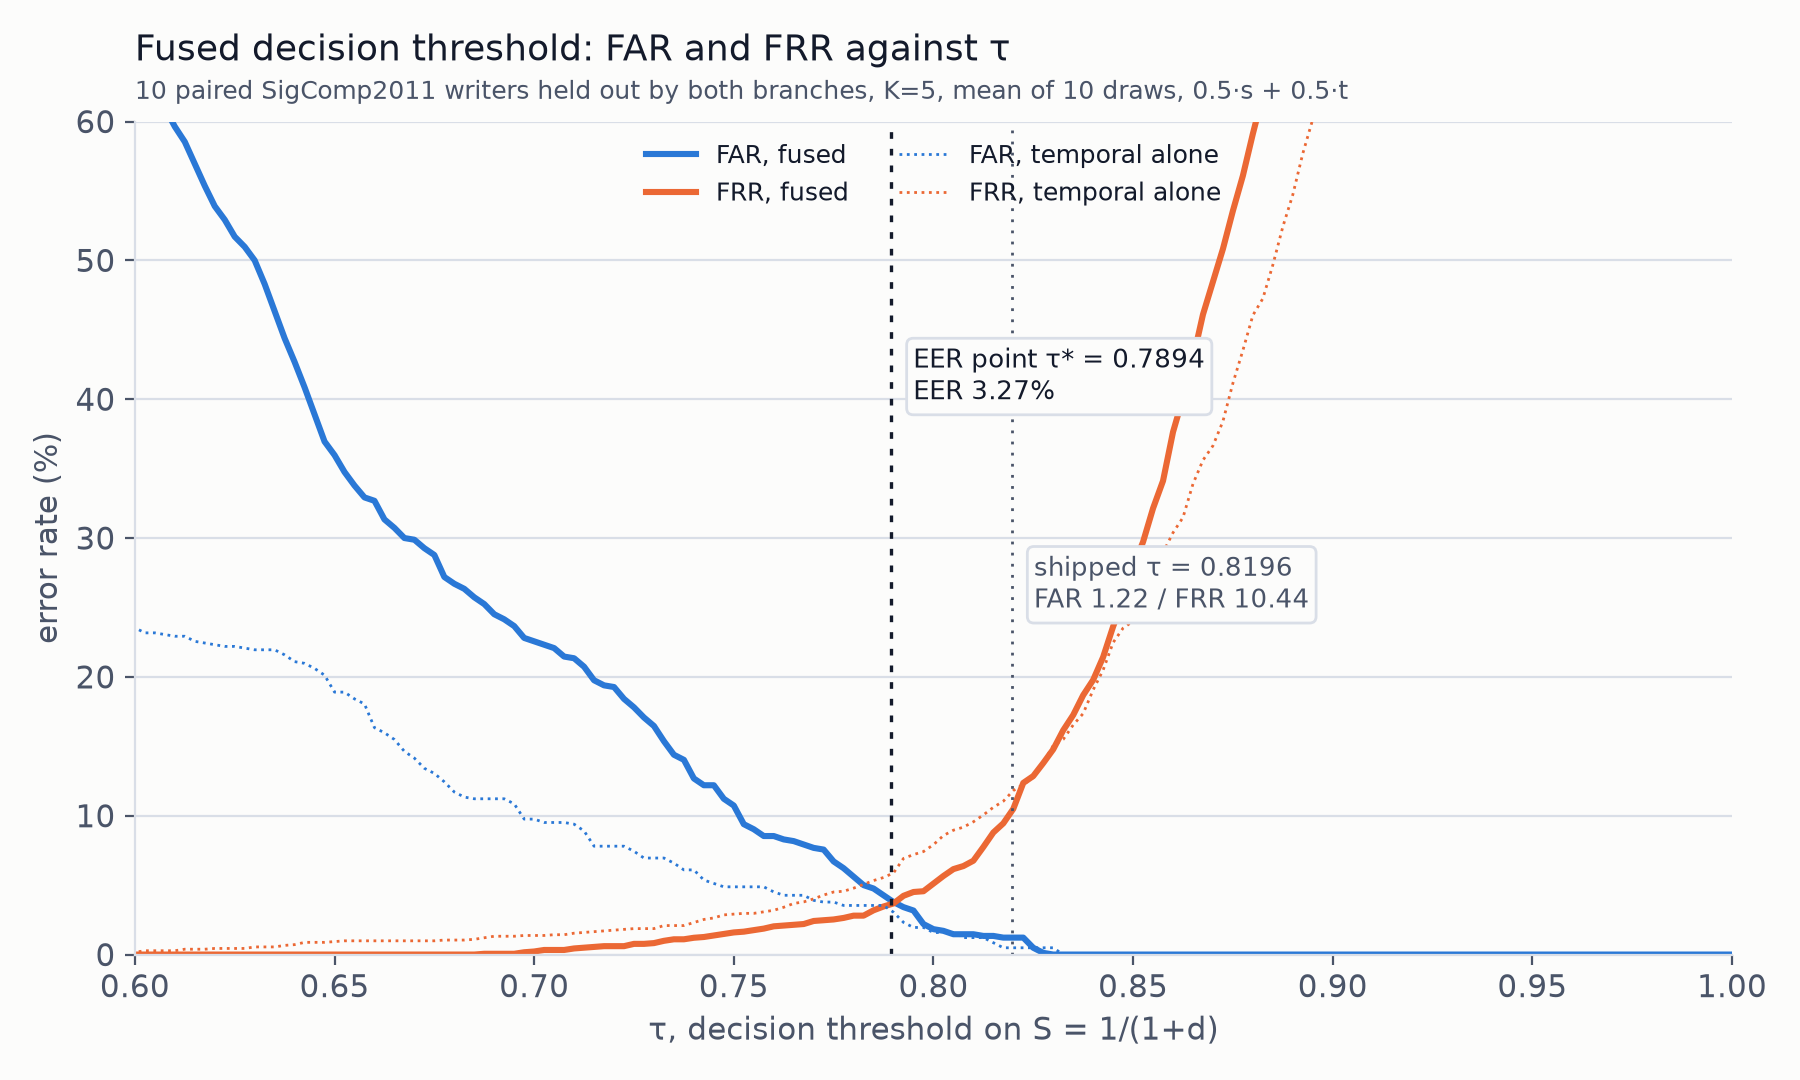 Fused decision threshold: FAR and FRR against τ
10 paired SigComp2011 writers held out by both branches, K=5, mean of 10 draws, 0.5·s + 0.5·t
FAR, fused
FRR, fused
FAR, temporal alone
FRR, temporal alone
EER point τ* = 0.7894
EER 3.27%
shipped τ = 0.8196
FAR 1.22 / FRR 10.44
error rate (%)
60
50
40
30
20
10
0
0.60 0.65 0.70 0.75 0.80 0.85 0.90 0.95 1.00
τ, decision threshold on S = 1/(1+d)